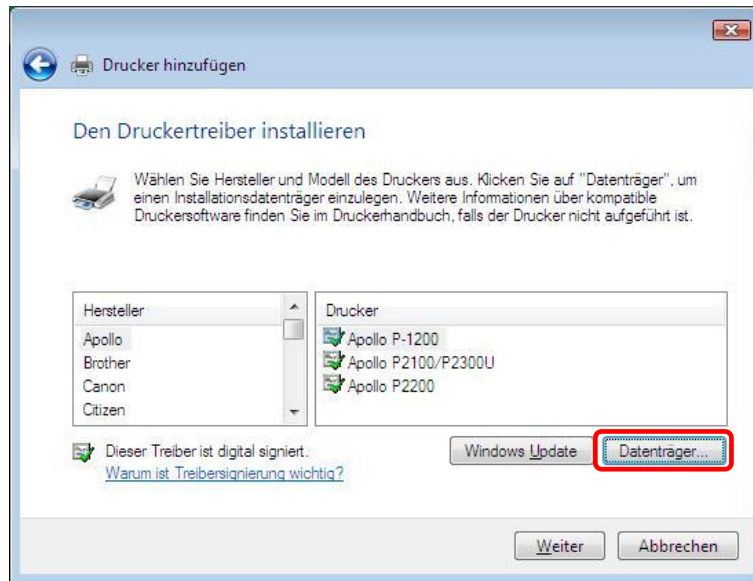 Drucker hinzufügen
Den Druckertreiber installieren
Wählen Sie Hersteller und Modell des Druckers aus. Klicken Sie auf "Datenträger", um
einen Installationsdatenträger einzulegen. Weitere Informationen über kompatible
Druckersoftware finden Sie im Druckerhandbuch, falls der Drucker nicht aufgeführt ist.
Hersteller
Apollo
Brother
Canon
Citizen
Drucker
Apollo P-1200
Apollo P2100/P2300U
Apollo P2200
Dieser Treiber ist digital signiert.
Warum ist Treibersignierung wichtig?
Windows Update
Datenträger...
Weiter
Abbrechen